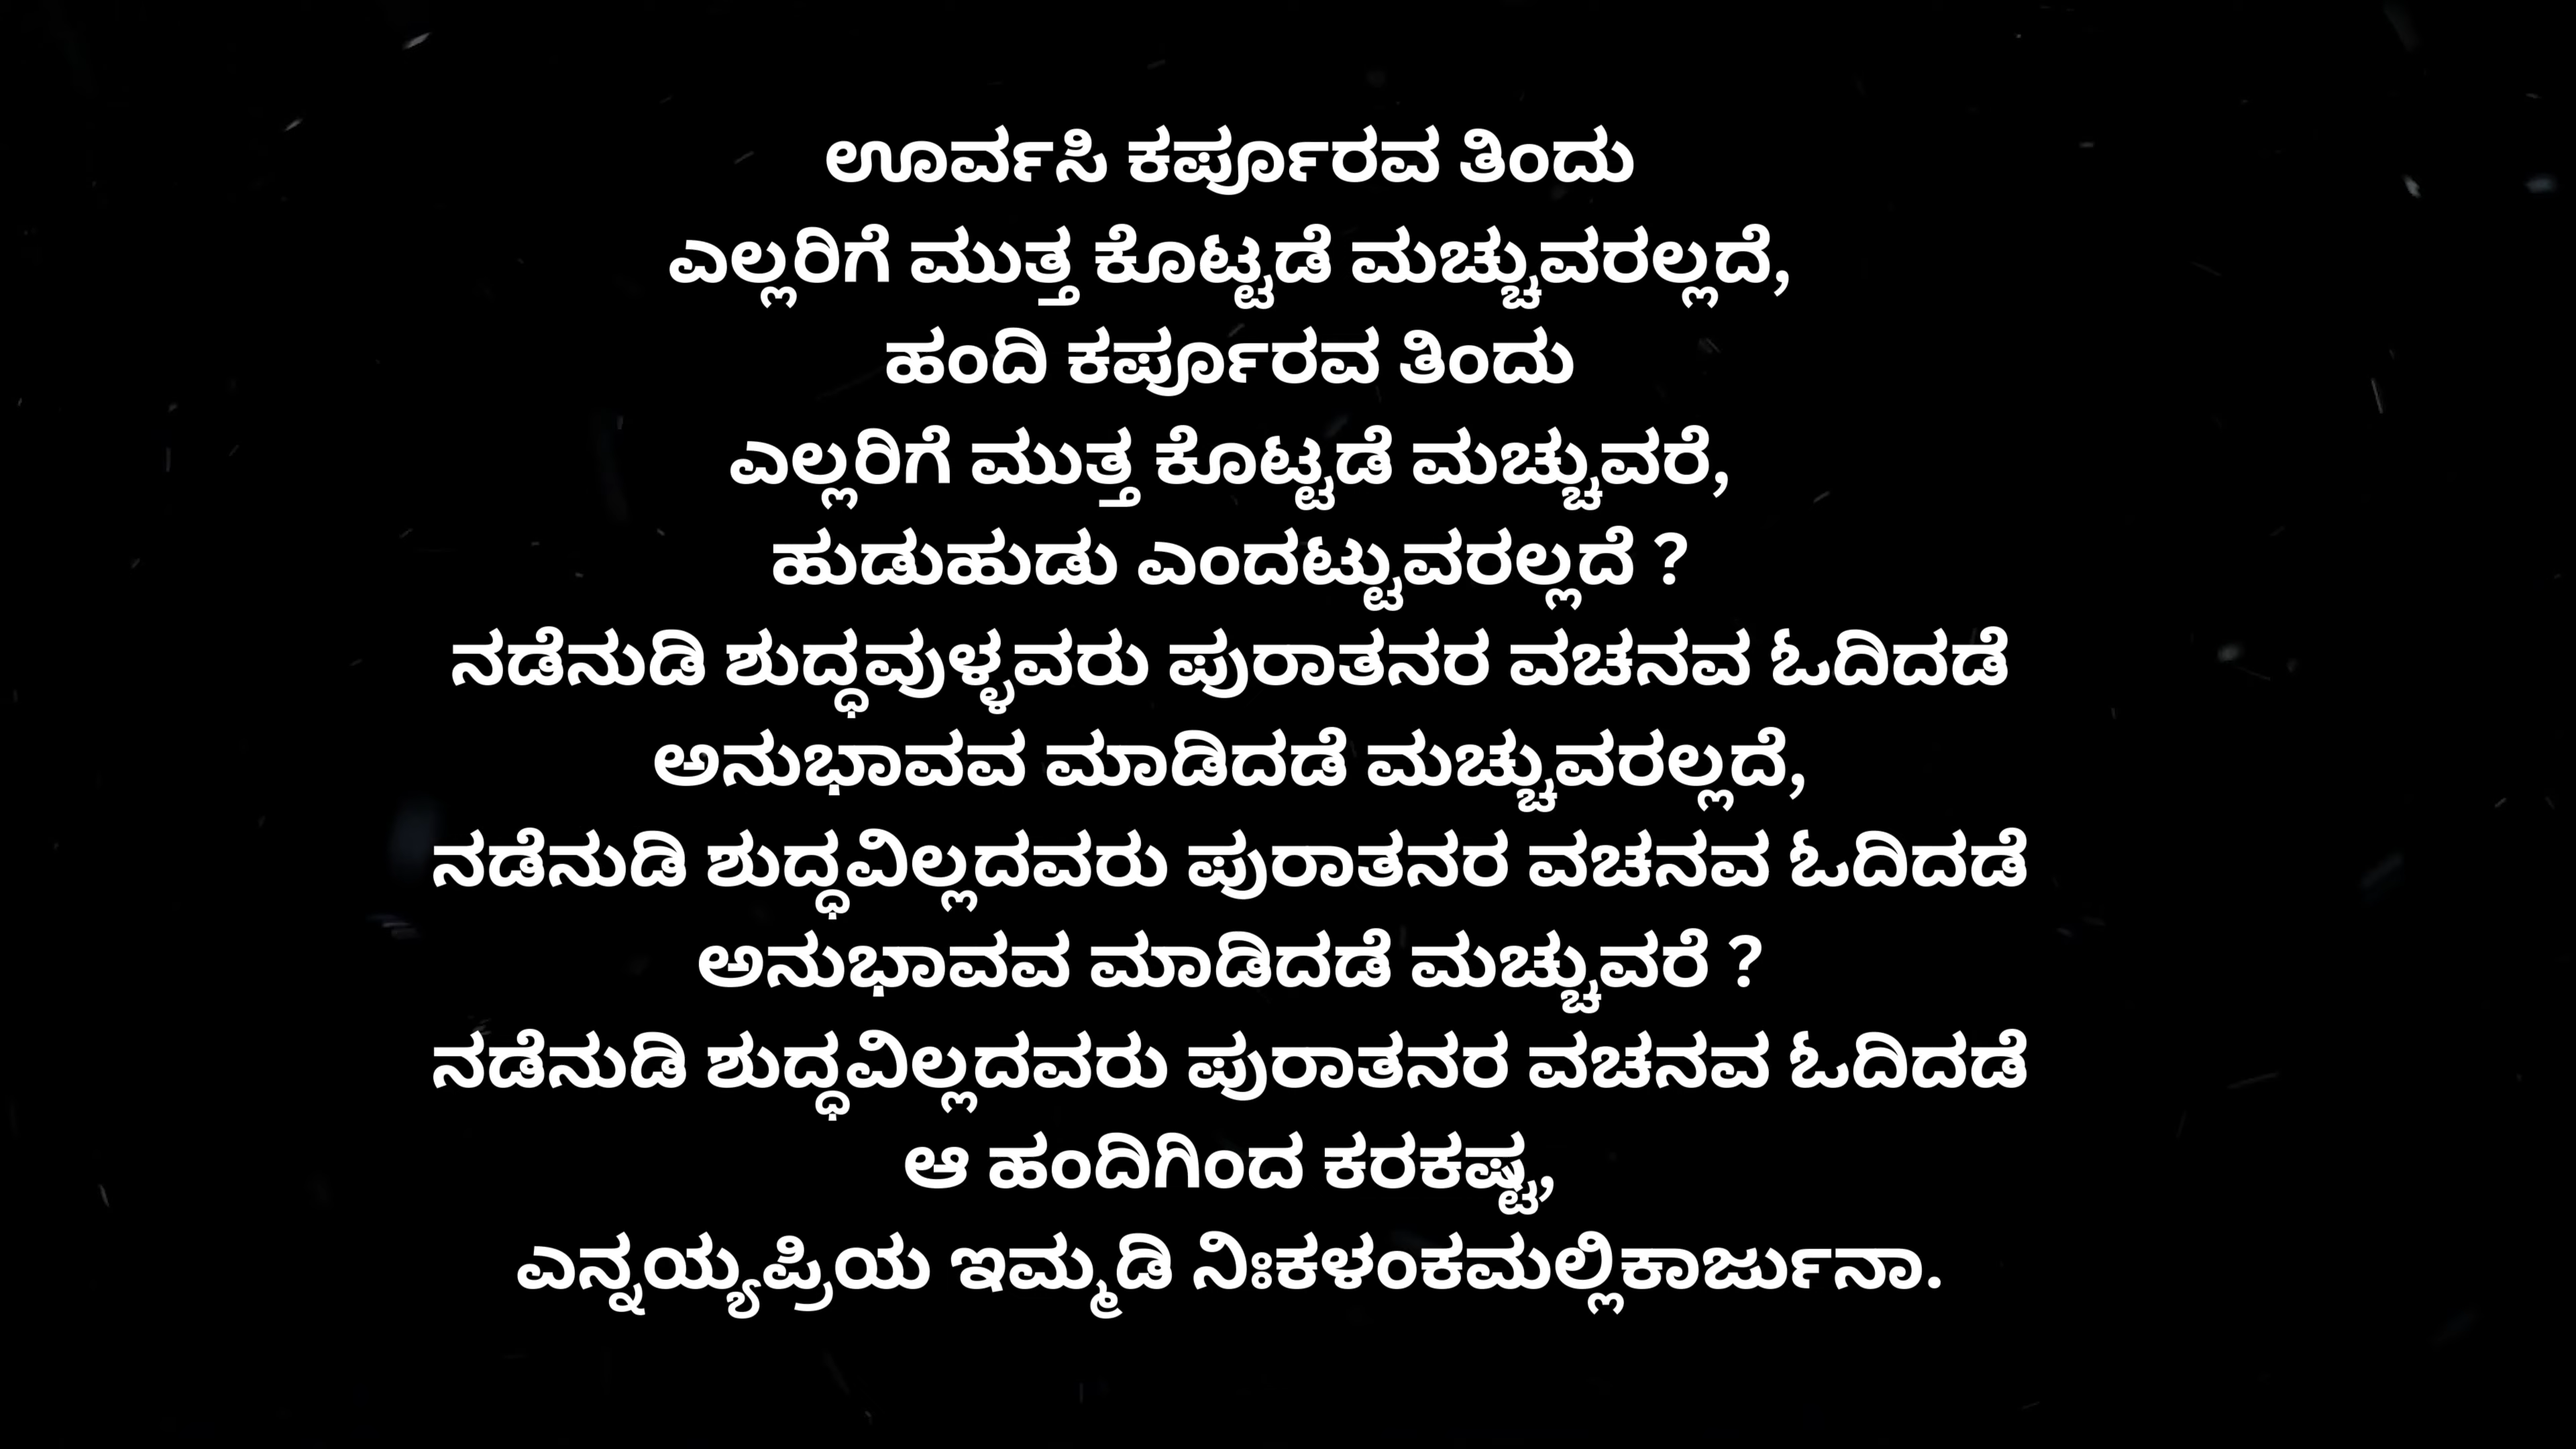 ಊರ್ವಸಿ ಕರ್ಪೂರವ ತಿಂದು
ಎಲ್ಲರಿಗೆ ಮುತ್ತ ಕೊಟ್ಟಡೆ ಮಚ್ಚುವರಲ್ಲದೆ,
ಹಂದಿ ಕರ್ಪೂರವ ತಿಂದು
ಎಲ್ಲರಿಗೆ ಮುತ್ತ ಕೊಟ್ಟಡೆ ಮಚ್ಚುವರೆ,
ಹುಡುಹುಡು ಎಂದಟ್ಟುವರಲ್ಲದೆ ?
ನಡೆನುಡಿ ಶುದ್ಧವುಳ್ಳವರು ಪುರಾತನರ ವಚನವ ಓದಿದಡೆ
ಅನುಭಾವವ ಮಾಡಿದಡೆ ಮಚ್ಚುವರಲ್ಲದೆ,
ನಡೆನುಡಿ ಶುದ್ಧವಿಲ್ಲದವರು ಪುರಾತನರ ವಚನವ ಓದಿದಡೆ
ಅನುಭಾವವ ಮಾಡಿದಡೆ ಮಚ್ಚುವರೆ ?
ನಡೆನುಡಿ ಶುದ್ಧವಿಲ್ಲದವರು ಪುರಾತನರ ವಚನವ ಓದಿದಡೆ
ಆ ಹಂದಿಗಿಂದ ಕರಕಷ್ಟ,
ಎನ್ನಯ್ಯಪ್ರಿಯ ಇಮ್ಮಡಿ ನಿಃಕಳಂಕಮಲ್ಲಿಕಾರ್ಜುನಾ.